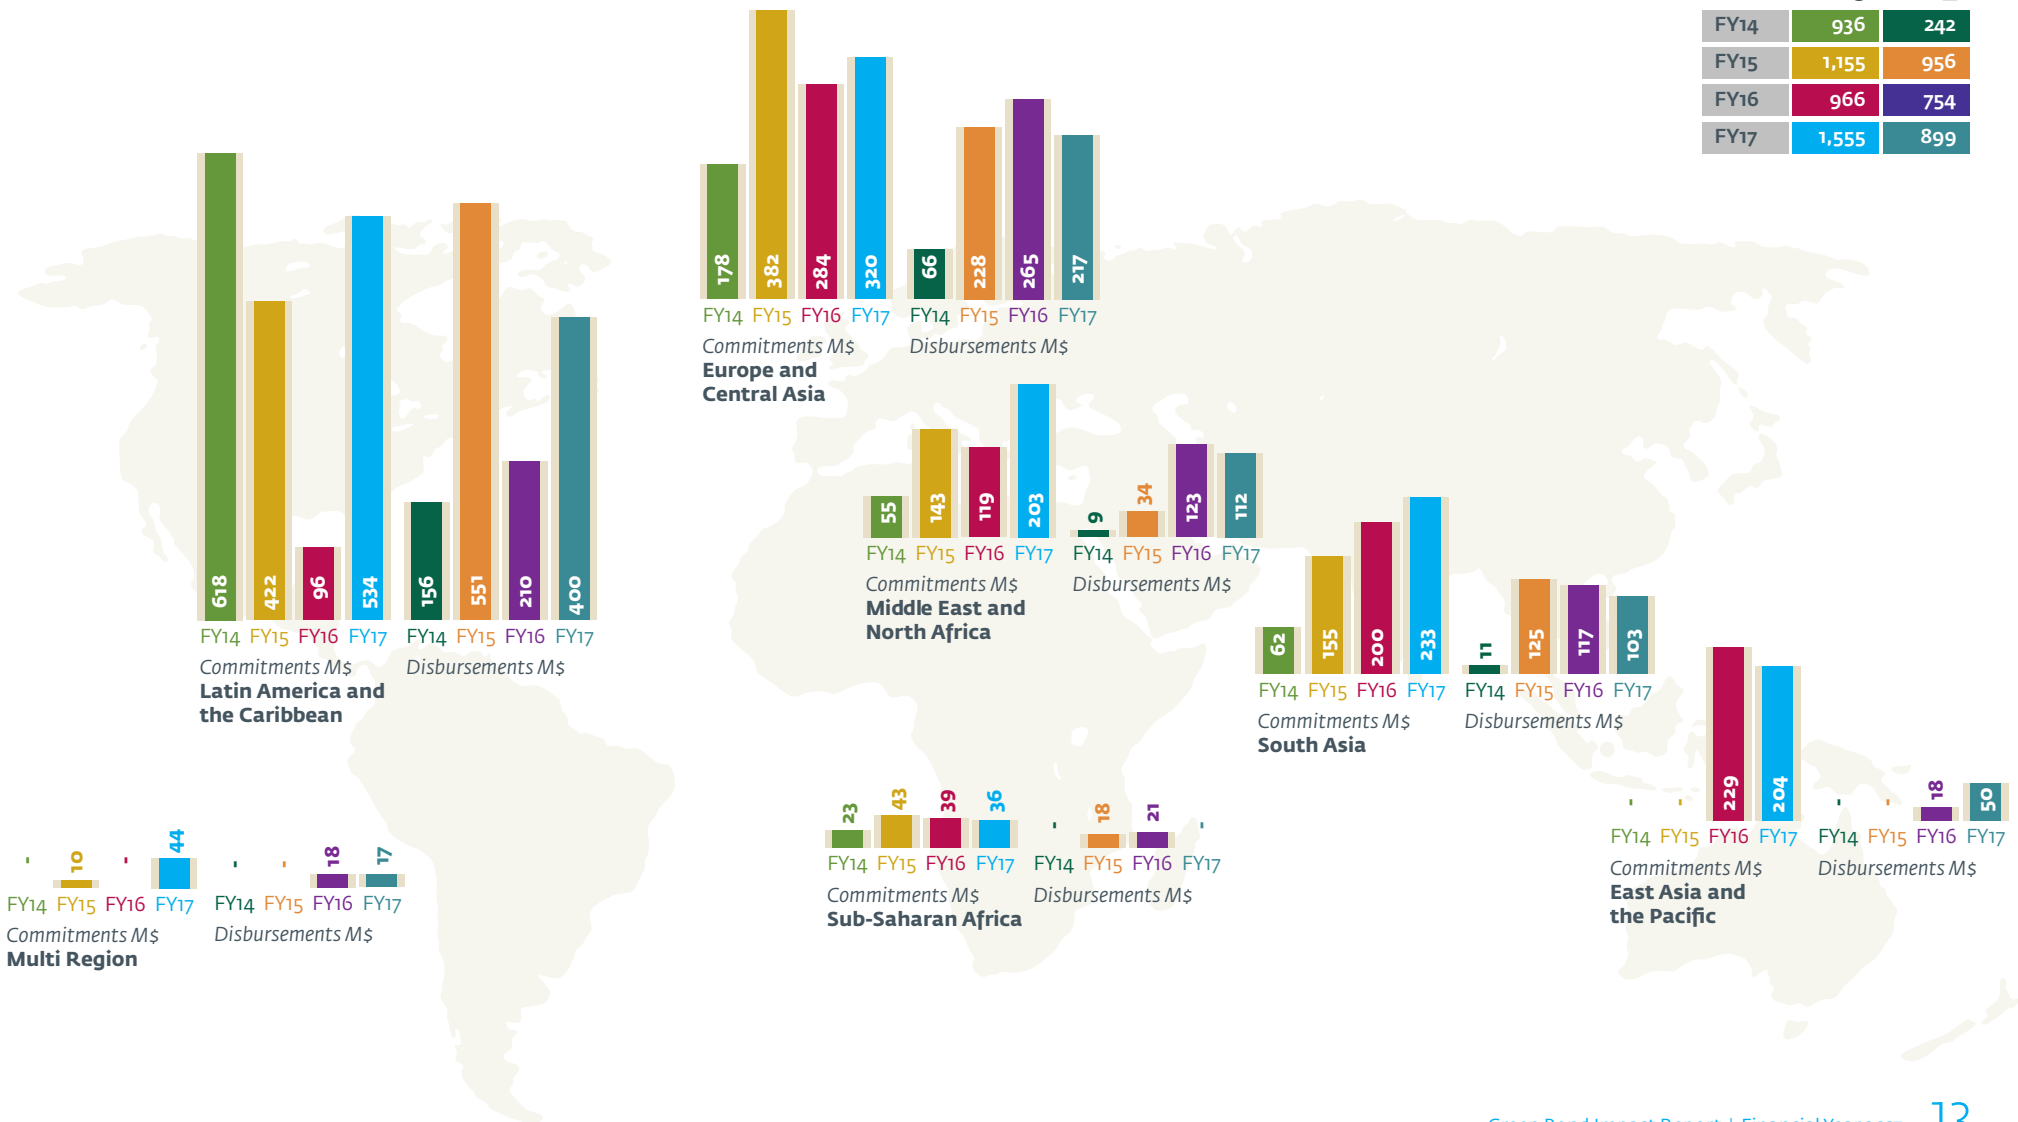 FY14 936 242
FY15 1,155 956
FY16 966 754
FY17 1,555 899
178 382 284 320 66 228 265 217
FY14 FY15 FY16 FY17 FY14 FY15 FY16 FY17
Commitments M$ Disbursements M$
Europe and
Central Asia
618 422 96 534 156 551 210 400
FY14 FY15 FY16 FY17 FY14 FY15 FY16 FY17
Commitments M$ Disbursements M$
Latin America and
the Caribbean
55 143 119 203 9 34 123 112
FY14 FY15 FY16 FY17 FY14 FY15 FY16 FY17
Commitments M$ Disbursements M$
Middle East and
North Africa
62 155 200 233 11 125 117 103
FY14 FY15 FY16 FY17 FY14 FY15 FY16 FY17
Commitments M$ Disbursements M$
South Asia
- - 229 204 - - 18 50
FY14 FY15 FY16 FY17 FY14 FY15 FY16 FY17
Commitments M$ Disbursements M$
East Asia and
the Pacific
23 43 39 36 - 18 21 -
FY14 FY15 FY16 FY17 FY14 FY15 FY16 FY17
Commitments M$ Disbursements M$
Sub-Saharan Africa
- 10 - 44 - - 18 17
FY14 FY15 FY16 FY17 FY14 FY15 FY16 FY17
Commitments M$ Disbursements M$
Multi Region
Green Bond Impact Report | Financial Year 13